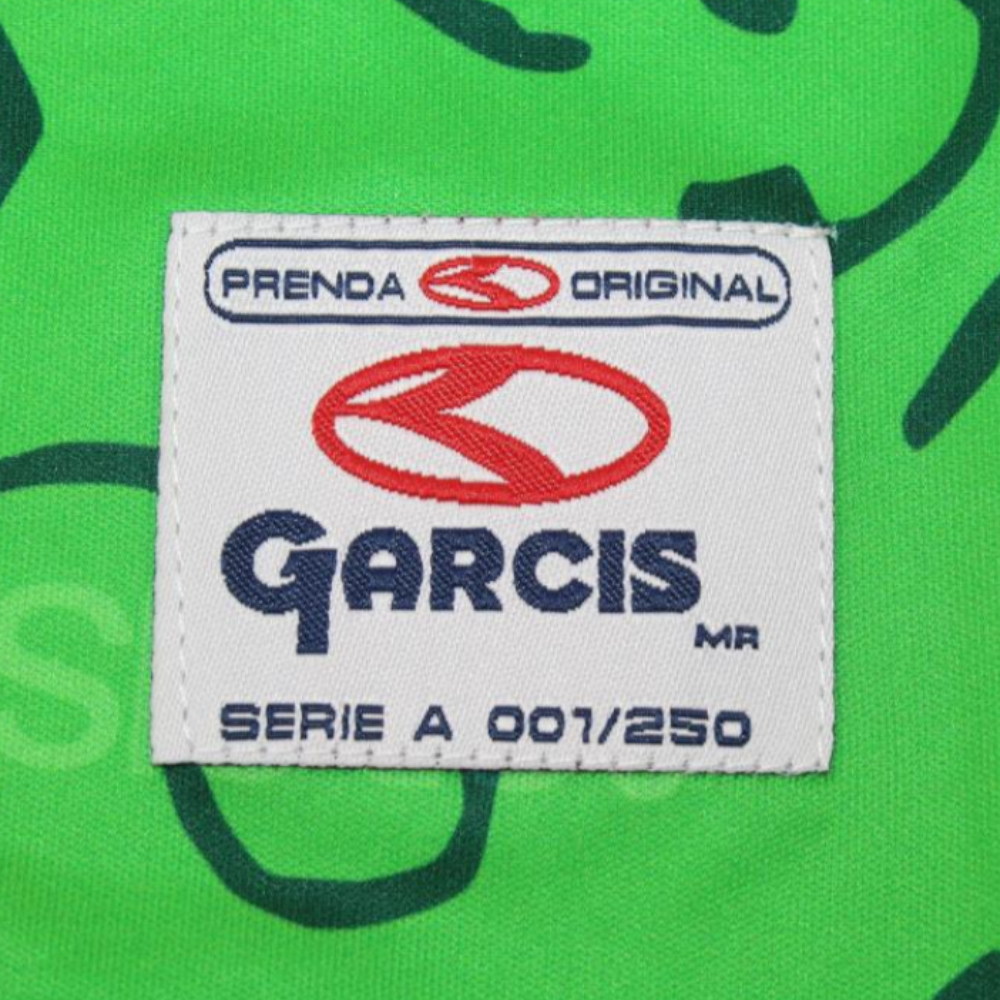 PRENDA ORIGINAL
GARCIS
MR
SERIE A 001/250